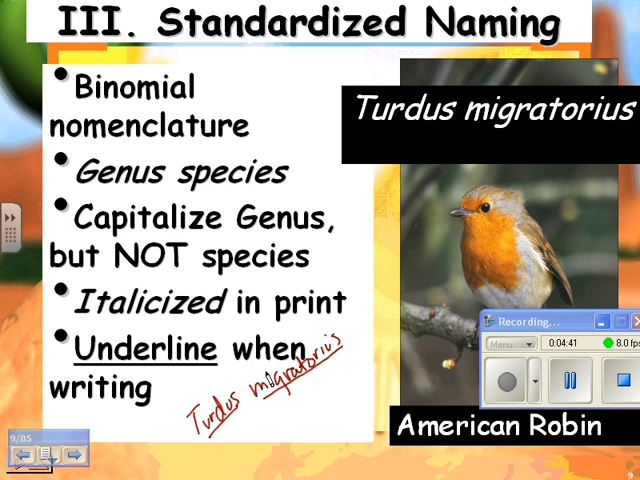 III. Standardized Naming
•Binomial
nomenclature
•Genus species
•Capitalize Genus,
but NOT species
•Italicized in print
•Underline when
writing
Turdus migratorius
Turdus migratorius
American Robin
Recording...
Menu
0:04:41
8.0 fps
9/85
9